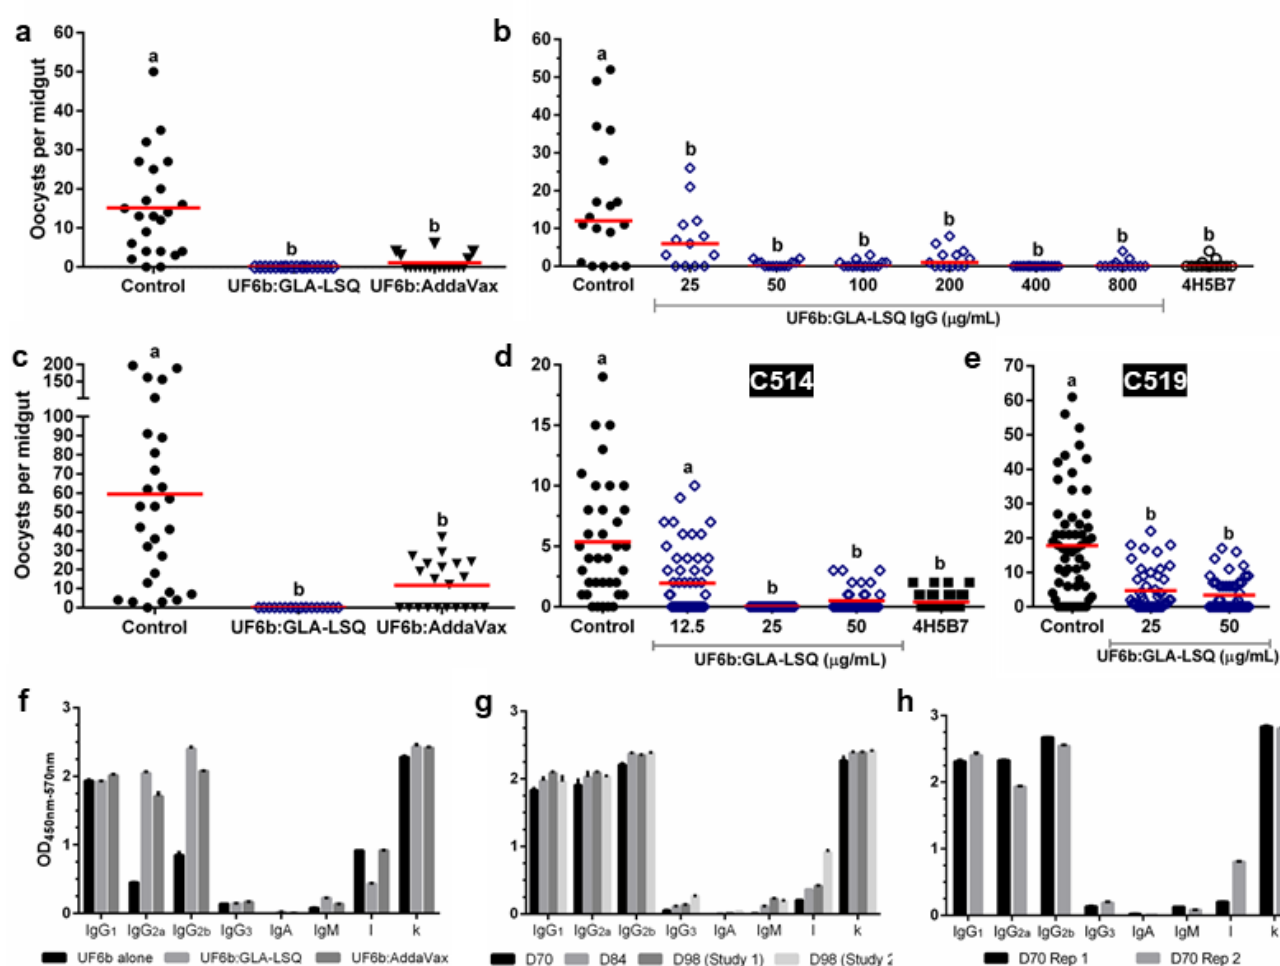 a
b
60
50
40
30
20
10
0
Oocysts per midgut
a
b
b
Control
UF6b:GLA-LSQ
UF6b:AddaVax
60
50
40
30
20
10
0
a
b
b
b
b
b
b
b
Control
25
50
100
200
400
800
4H5B7
UF6b:GLA-LSQ IgG (µg/mL)
c
d
e
200
150
100
90
80
70
60
50
40
30
20
10
0
Oocysts per midgut
a
b
b
Control
UF6b:GLA-LSQ
UF6b:AddaVax
C514
20
15
10
5
0
a
a
b
b
b
Control
12.5
25
50
4H5B7
UF6b:GLA-LSQ (µg/mL)
C519
70
60
50
40
30
20
10
0
a
b
b
Control
25
50
UF6b:GLA-LSQ (µg/mL)
f
g
h
3
2
1
0
OD450nm-570nm
IgG1 IgG2a IgG2b IgG3 IgA IgM l k
UF6b alone UF6b:GLA-LSQ UF6b:AddaVax
3
2
1
0
IgG1 IgG2a IgG2b IgG3 IgA IgM l k
D70 D84 D98 (Study 1) D98 (Study 2
3
2
1
0
IgG1 IgG2a IgG2b IgG3 IgA IgM l k
D70 Rep 1 D70 Rep 2